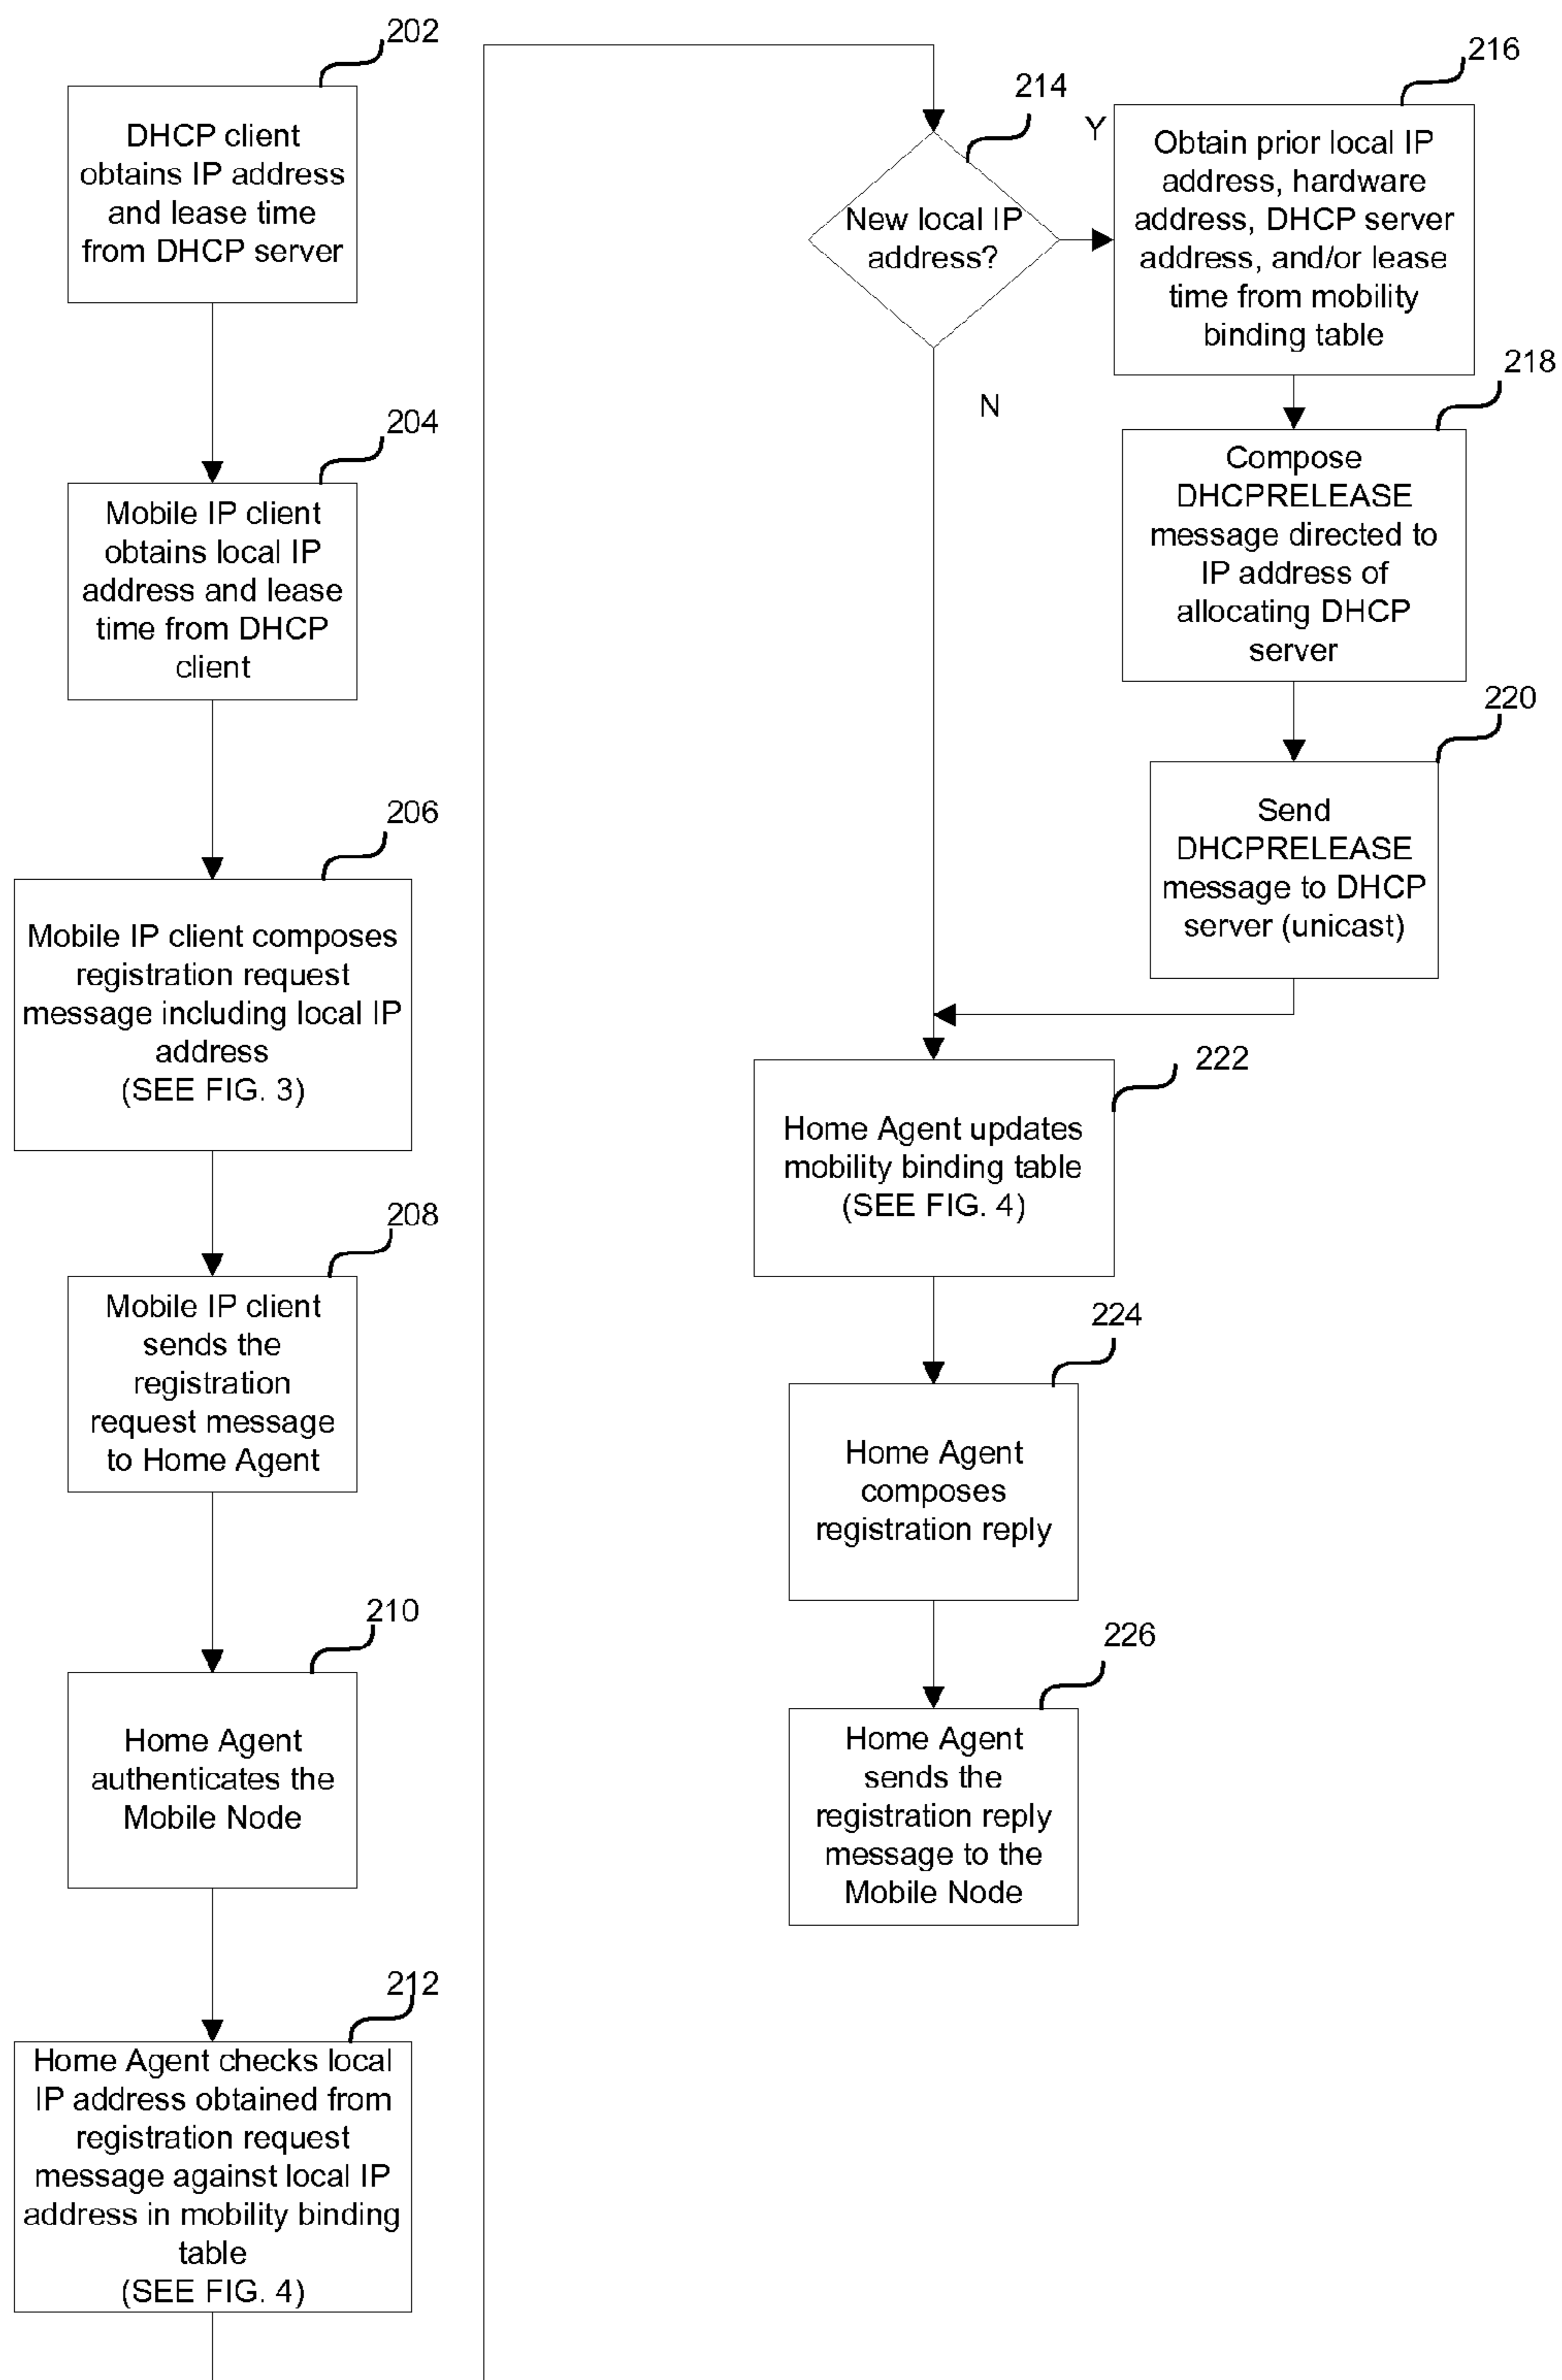 202
DHCP client
obtains IP address
and lease time
from DHCP server
204
Mobile IP client
obtains local IP
address and lease
time from DHCP
client
206
Mobile IP client composes
registration request
message including local IP
address
(SEE FIG. 3)
208
Mobile IP client
sends the
registration
request message
to Home Agent
210
Home Agent
authenticates the
Mobile Node
212
Home Agent checks local
IP address obtained from
registration request
message against local IP
address in mobility binding
table
(SEE FIG. 4)
214
New local IP
address?
Y
N
216
Obtain prior local IP
address, hardware
address, DHCP server
address, and/or lease
time from mobility
binding table
218
Compose
DHCPRELEASE
message directed to
IP address of
allocating DHCP
server
220
Send
DHCPRELEASE
message to DHCP
server (unicast)
222
Home Agent updates
mobility binding table
(SEE FIG. 4)
224
Home Agent
composes
registration reply
226
Home Agent
sends the
registration reply
message to the
Mobile Node